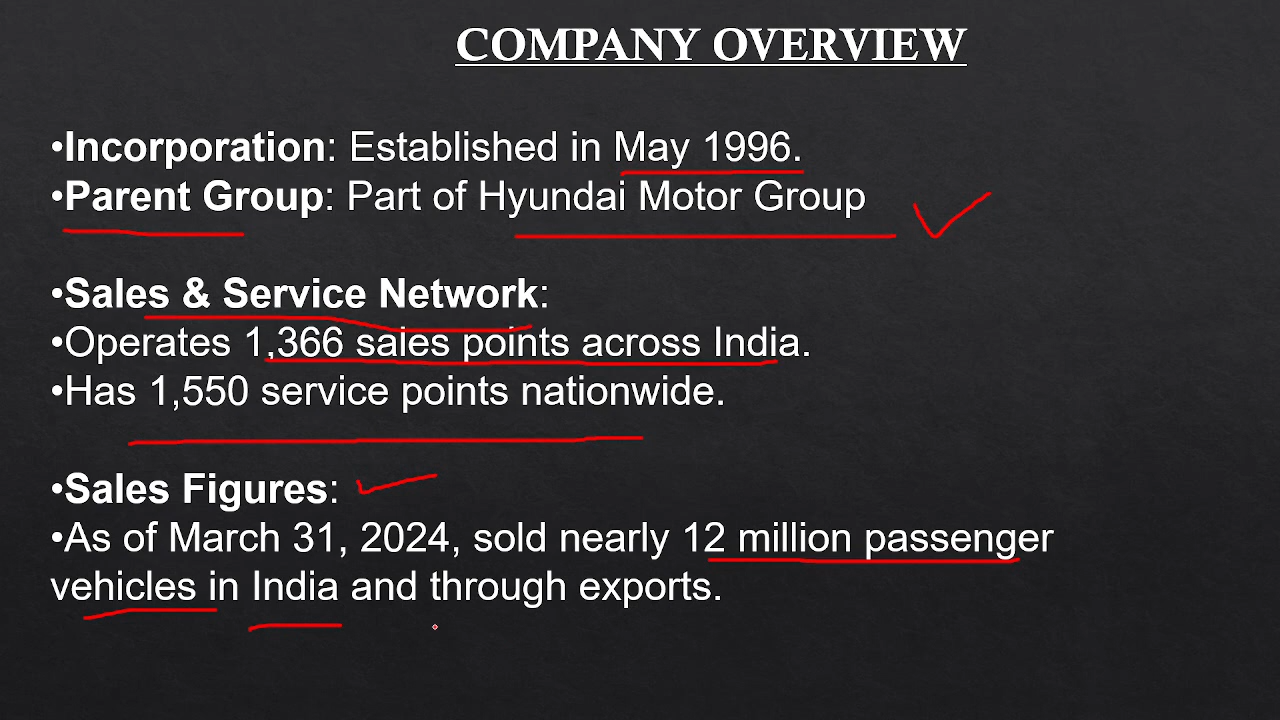 COMPANY OVERVIEW
•Incorporation: Established in May 1996.
•Parent Group: Part of Hyundai Motor Group
•Sales & Service Network:
•Operates 1,366 sales points across India.
•Has 1,550 service points nationwide.
•Sales Figures:
•As of March 31, 2024, sold nearly 12 million passenger
vehicles in India and through exports.